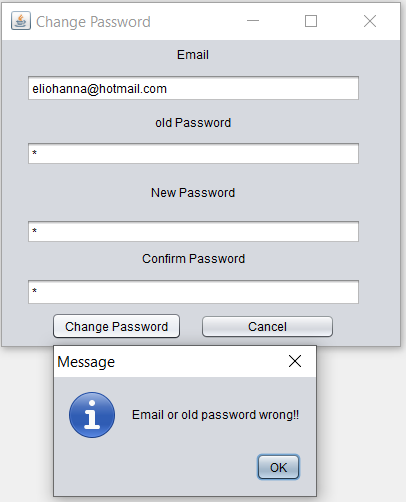 Change Password
Email
eliohanna@hotmail.com
old Password
*
New Password
*
Confirm Password
*
Change Password
Cancel
Message
Email or old password wrong!!
OK